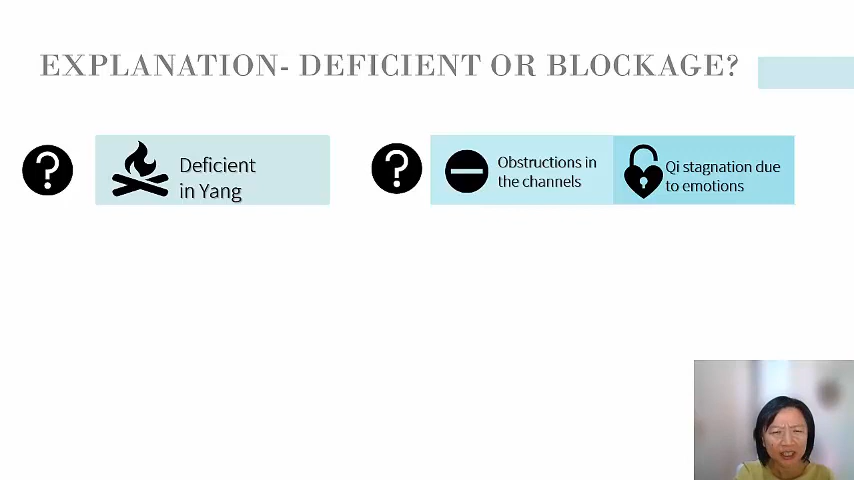 EXPLANATION- DEFICIENT OR BLOCKAGE?
?
Deficient
in Yang
?
Obstructions in
the channels
Qi stagnation due
to emotions